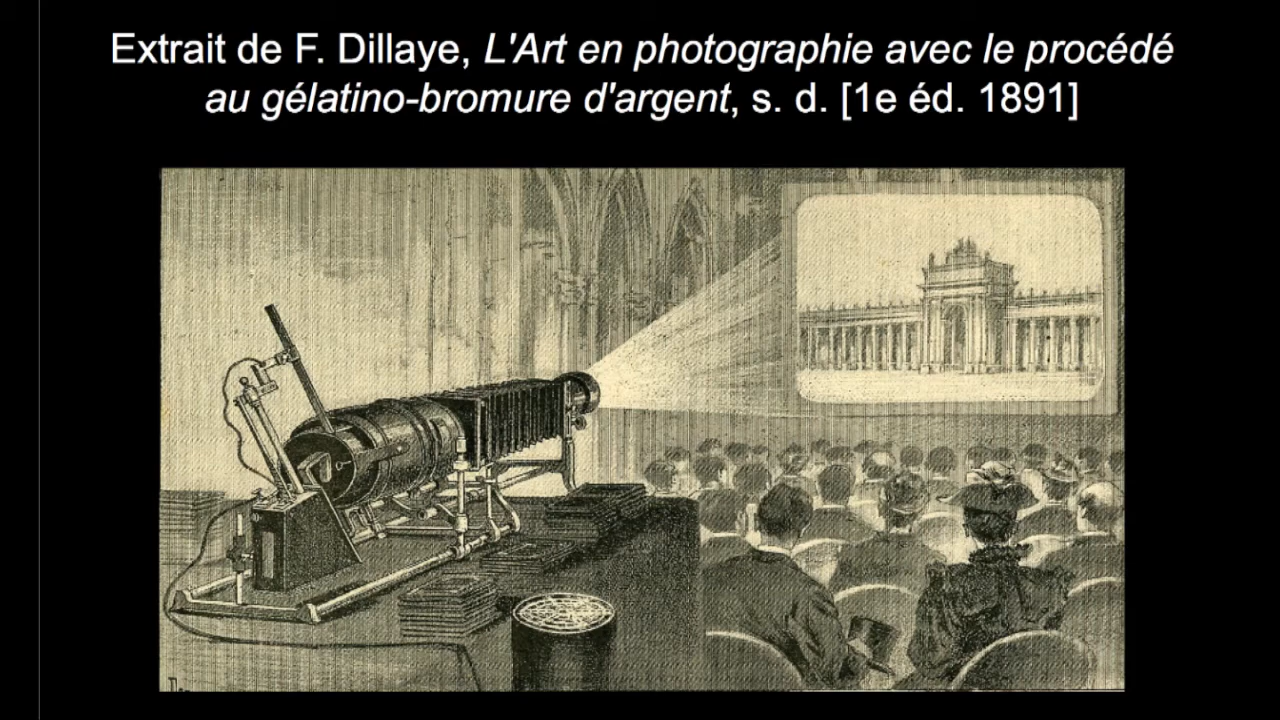 Extrait de F. Dillaye, L'Art en photographie avec le procédé
au gélatino-bromure d'argent, s. d. [1e éd. 1891]